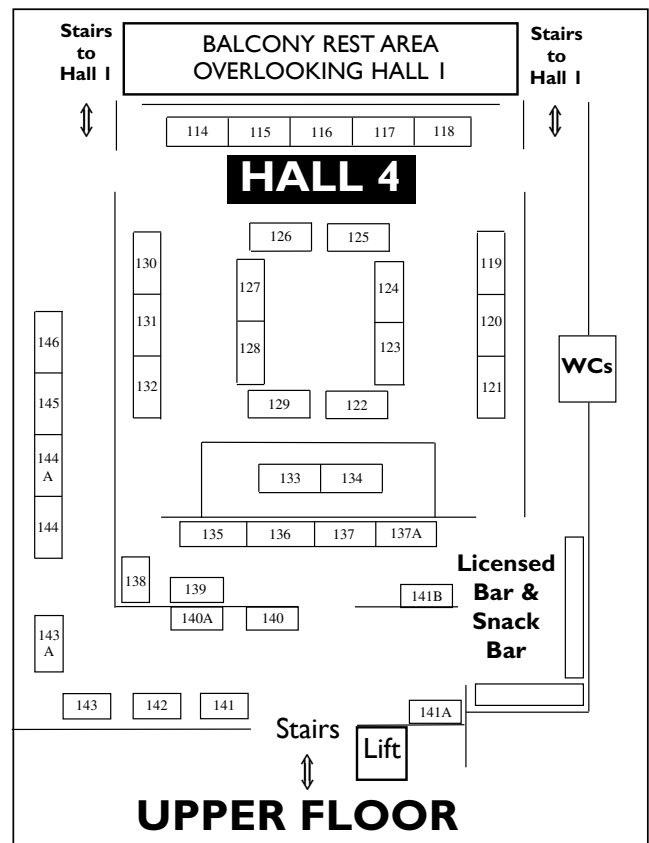 Stairs
to
Hall 1
BALCONY REST AREA
OVERLOOKING HALL 1
Stairs
to
Hall 1
114 115 116 117 118
HALL 4
126 125
130 127 124 119
131 128 123 120
132 129 122 121
146
145
144
A
144
WCs
133 134
135 136 137 137A
138 139
140A 140
141B
Licensed
Bar &
Snack
Bar
143
A
143 142 141
141A
Stairs
Lift
UPPER FLOOR